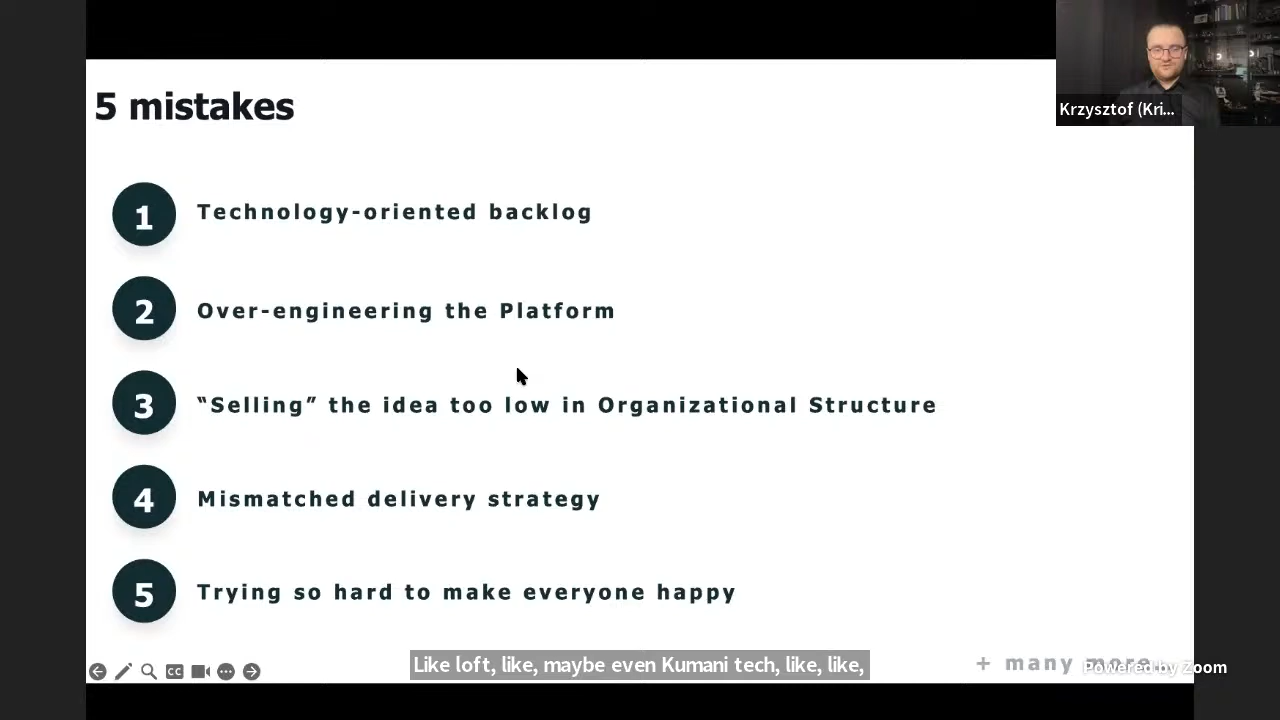 5 mistakes
Krzysztof (Kri...
1 Technology-oriented backlog
2 Over-engineering the Platform
3 “Selling” the idea too low in Organizational Structure
4 Mismatched delivery strategy
5 Trying so hard to make everyone happy
CC
Like loft, like, maybe even Kumani tech, like, like,
+ many more
Powered by Zoom